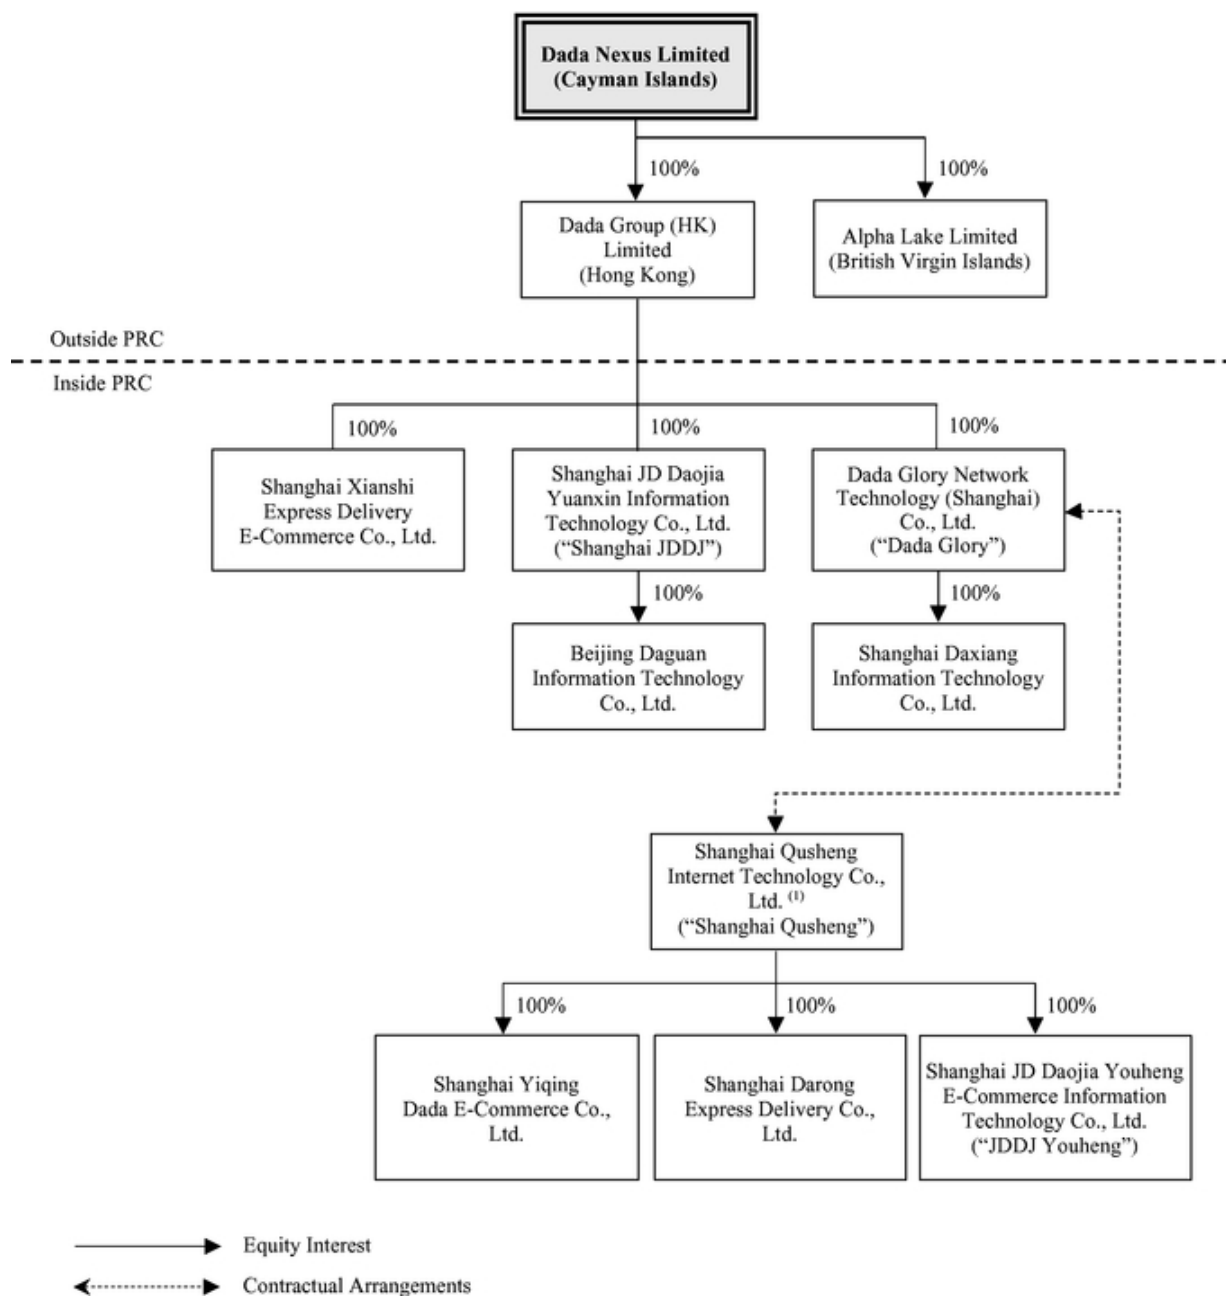 Dada Nexus Limited
(Cayman Islands)
100%
100%
Dada Group (HK)
Limited
(Hong Kong)
Alpha Lake Limited
(British Virgin Islands)
Outside PRC
Inside PRC
100%
100%
100%
Shanghai Xianshi
Express Delivery
E-Commerce Co., Ltd.
Shanghai JD Daojia
Yuanxin Information
Technology Co., Ltd.
(“Shanghai JDDJ”)
Dada Glory Network
Technology (Shanghai)
Co., Ltd.
(“Dada Glory”)
100%
100%
Beijing Daguan
Information Technology
Co., Ltd.
Shanghai Daxiang
Information Technology
Co., Ltd.
Shanghai Qusheng
Internet Technology Co.,
Ltd. (1)
(“Shanghai Qusheng”)
100%
100%
100%
Shanghai Yiqing
Dada E-Commerce Co.,
Ltd.
Shanghai Darong
Express Delivery Co.,
Ltd.
Shanghai JD Daojia Youheng
E-Commerce Information
Technology Co., Ltd.
(“JDDJ Youheng”)
Equity Interest
Contractual Arrangements